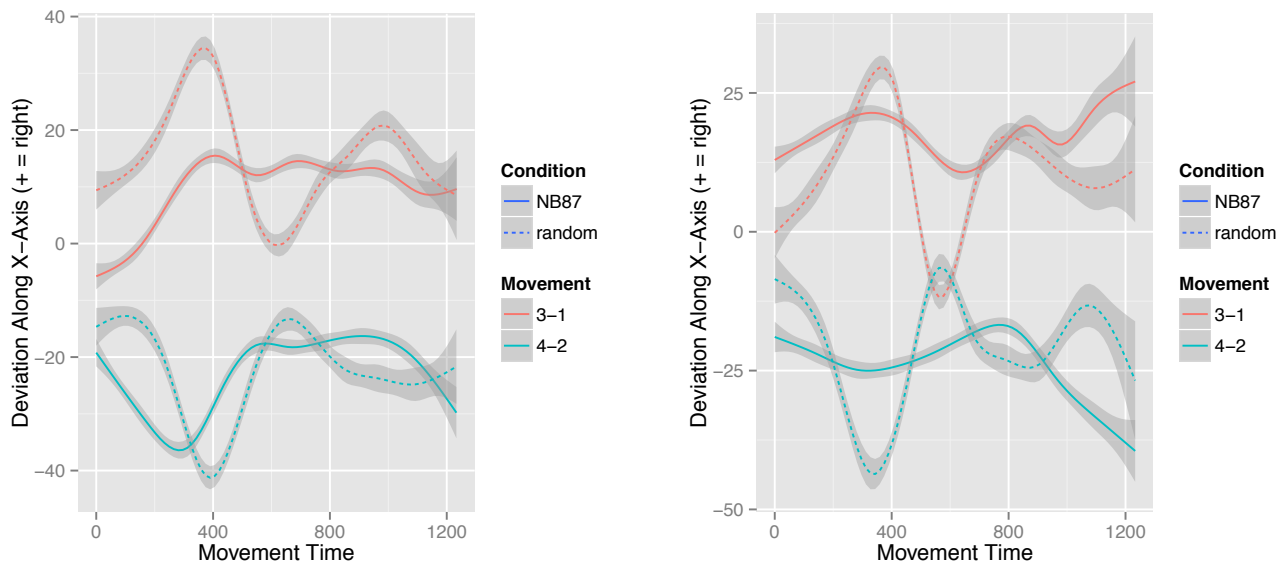 40
20
0
−20
−40
0
400
800
1200
Movement Time
Deviation Along X−Axis (+ = right)
Condition
NB87
random
Movement
3−1
4−2
25
0
−25
−50
0
400
800
1200
Movement Time
Deviation Along X−Axis (+ = right)
Condition
NB87
random
Movement
3−1
4−2